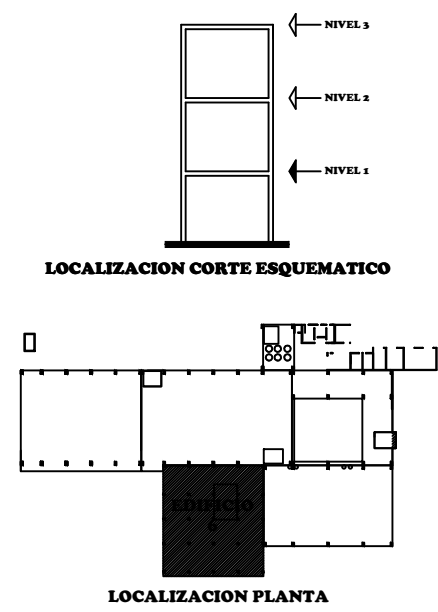 NIVEL 3
NIVEL 2
NIVEL 1
LOCALIZACION CORTE ESQUEMATICO
EDIFICIO
6
LOCALIZACION PLANTA